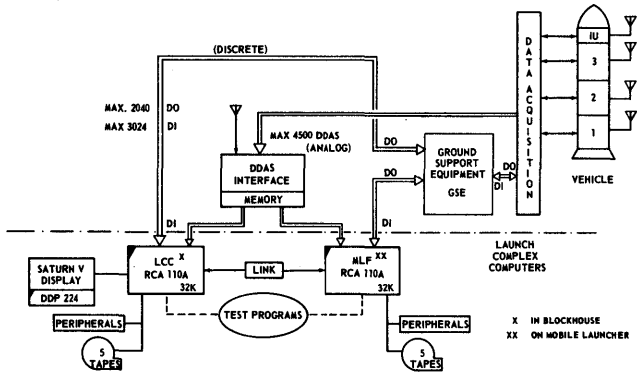 (DISCRETE)
MAX. 2040 DO
MAX 3024 DI
MAX 4500 DDAS
(ANALOG)
DDAS
INTERFACE
MEMORY
DO
DO
GROUND
SUPPORT
EQUIPMENT
GSE
DO
DI
DATA ACQUISITION
IU
3
2
1
VEHICLE
DI
DI
LAUNCH
COMPLEX
COMPUTERS
SATURN V
DISPLAY
DDP 224
LCC X
RCA 110A
32K
LINK
MLF XX
RCA 110A
32K
TEST PROGRAMS
PERIPHERALS
5
TAPES
PERIPHERALS
5
TAPES
X IN BLOCKHOUSE
XX ON MOBILE LAUNCHER